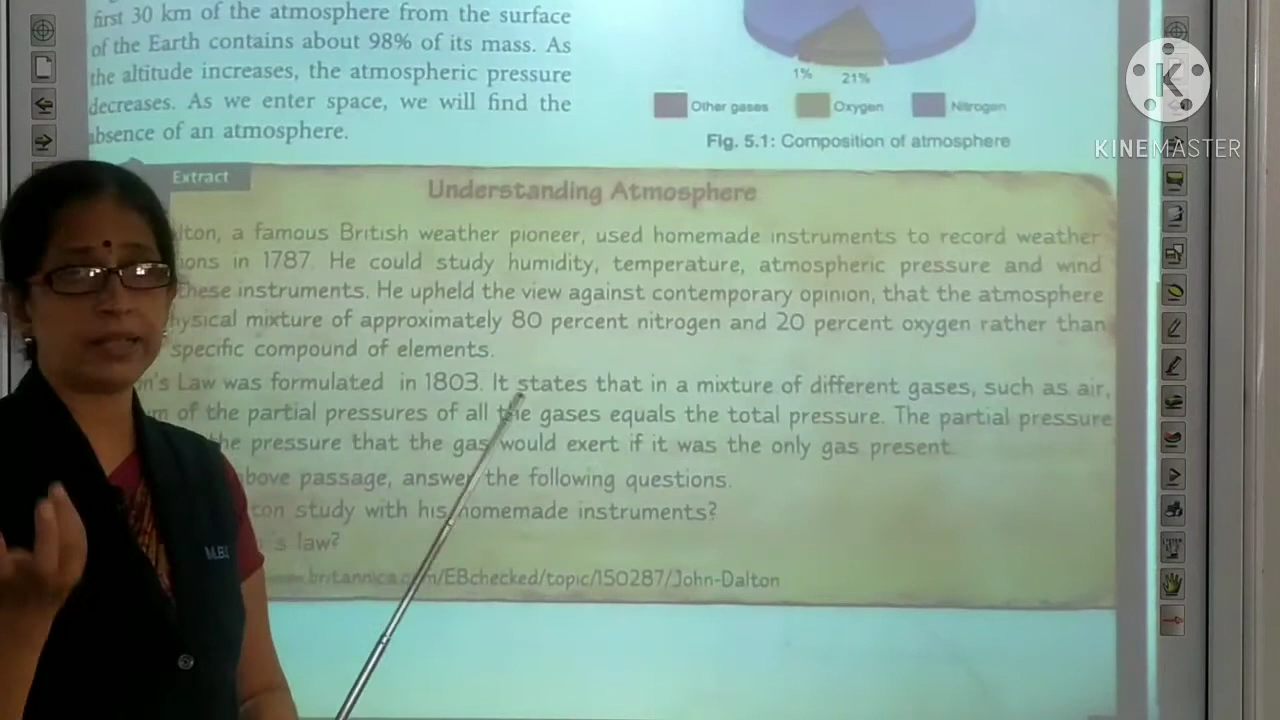 first 30 km of the atmosphere from the surface
of the Earth contains about 98% of its mass. As
the altitude increases, the atmospheric pressure
decreases. As we enter space, we will find the
absence of an atmosphere.
1% 21%
Other gases Oxygen Nitrogen
Fig. 5.1: Composition of atmosphere
K
KINEMASTER
Extract
Understanding Atmosphere
lton, a famous British weather pioneer, used homemade instruments to record weather
ions in 1787. He could study humidity, temperature, atmospheric pressure and wind
these instruments. He upheld the view against contemporary opinion, that the atmosphere
hysical mixture of approximately 80 percent nitrogen and 20 percent oxygen rather than
specific compound of elements.
n's Law was formulated in 1803. It states that in a mixture of different gases, such as air,
m of the partial pressures of all the gases equals the total pressure. The partial pressure
the pressure that the gas would exert if it was the only gas present.
bove passage, answer the following questions.
ton study with his homemade instruments?
's law?
www.britannica.com/EBchecked/topic/150287/John-Dalton